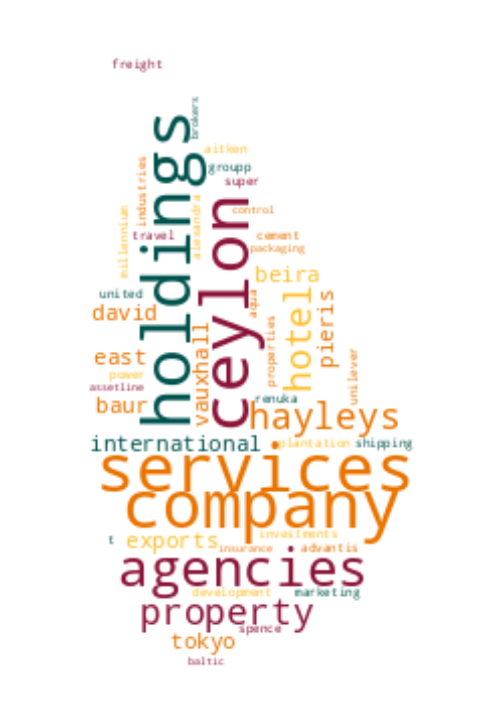 freight
holdings
brokers
aitken
groupp
super
industries
millennium
alexandra
control
travel
ceylon
cement
packaging
beira
united
david
aqua
hotel
pieris
properties
vauxhall
east
unilever
power
assetline
baur
renuka
hayleys
international
plantation
shipping
services
company
t
exports
investments
insurance
advantis
agencies
development
marketing
property
spence
tokyo
baltic